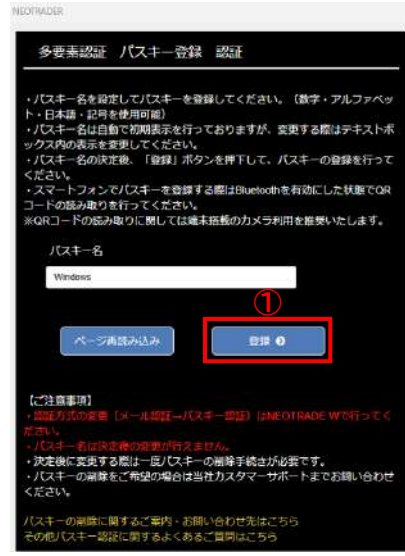 NEOTRADER
多要素認証 パスキー登録 認証
・パスキー名を設定してパスキーを登録してください。（数字・アルファベッ
ト・日本語・記号を使用可能）
・パスキー名は自動で初期表示を行っておりますが、変更する際はテキストボ
ックス内の表示を変更してください。
・パスキー名の決定後、「登録」ボタンを押下して、パスキーの登録を行って
ください。
・スマートフォンでパスキーを登録する際はBluetoothを有効にした状態でQR
コードの読み取りを行ってください。
※QRコードの読み取りに関しては端末搭載のカメラ利用を推奨いたします。
パスキー名
Windows
①
ページ再読み込み
登録
【ご注意事項】
・認証方式の変更（メール認証→パスキー認証）はNEOTRADE Wで行ってく
ださい。
・パスキー名は決定後の変更が行えません。
・決定後に変更する際は一度パスキーの削除手続きが必要です。
・パスキーの削除をご希望の場合は当社カスタマーサポートまでお問い合わせ
ください。
パスキーの削除に関するご案内・お問い合わせ先はこちら
その他パスキー認証に関するよくあるご質問はこちら